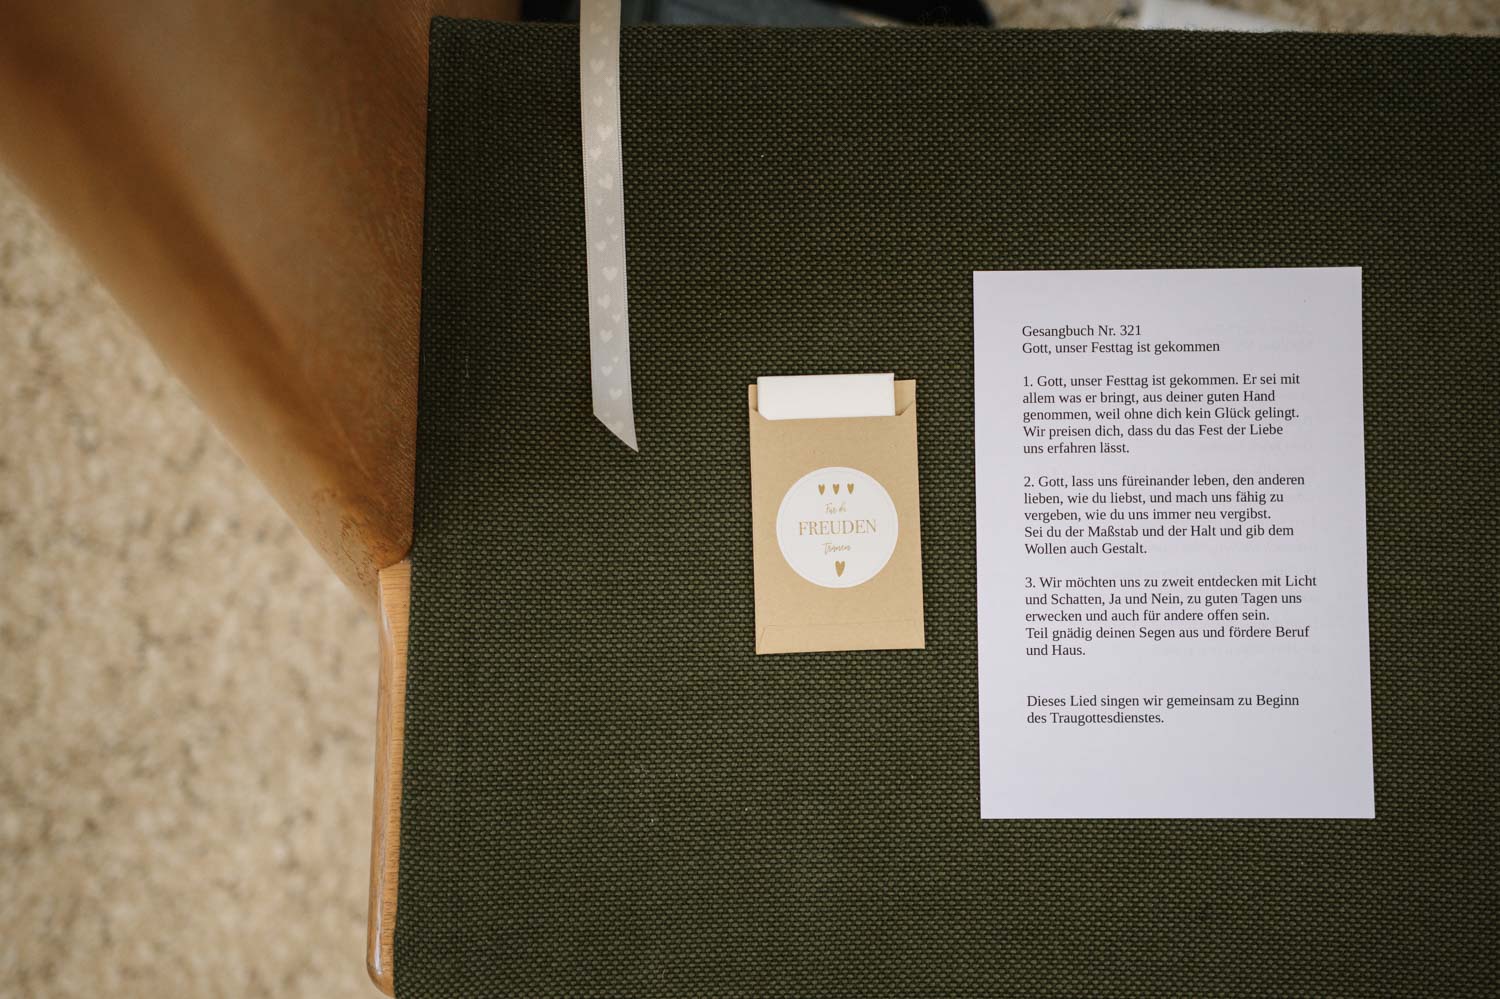 Für die
FREUDEN
Tränen
Gesangbuch Nr. 321
Gott, unser Festtag ist gekommen
1. Gott, unser Festtag ist gekommen. Er sei mit
allem was er bringt, aus deiner guten Hand
genommen, weil ohne dich kein Glück gelingt.
Wir preisen dich, dass du das Fest der Liebe
uns erfahren lässt.
2. Gott, lass uns füreinander leben, den anderen
lieben, wie du liebst, und mach uns fähig zu
vergeben, wie du uns immer neu vergibst.
Sei du der Maßstab und der Halt und gib dem
Wollen auch Gestalt.
3. Wir möchten uns zu zweit entdecken mit Licht
und Schatten, Ja und Nein, zu guten Tagen uns
erwecken und auch für andere offen sein.
Teil gnädig deinen Segen aus und fördere Beruf
und Haus.
Dieses Lied singen wir gemeinsam zu Beginn
des Traugottesdienstes.